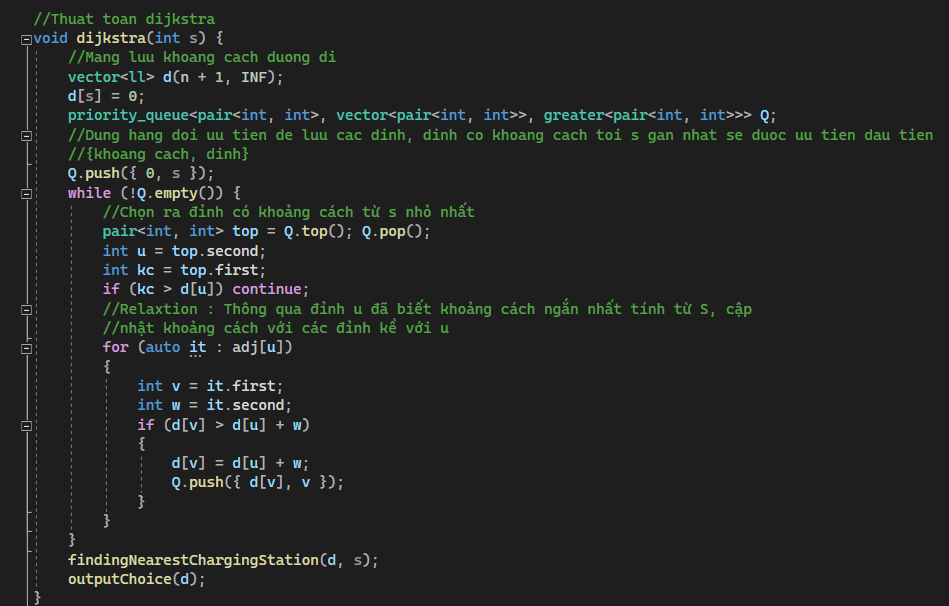 //Thuat toan dijkstra
void dijkstra(int s) {
    //Mang luu khoang cach duong di
    vector<ll> d(n + 1, INF);
    d[s] = 0;
    priority_queue<pair<int, int>, vector<pair<int, int>>, greater<pair<int, int>>> Q;
    //Dung hang doi uu tien de luu cac dinh, dinh co khoang cach toi s gan nhat se duoc uu tien dau tien
    //{khoang cach, dinh}
    Q.push({ 0, s });
    while (!Q.empty()) {
        //Chọn ra đỉnh có khoảng cách từ s nhỏ nhất
        pair<int, int> top = Q.top(); Q.pop();
        int u = top.second;
        int kc = top.first;
        if (kc > d[u]) continue;
        //Relaxtion : Thông qua đỉnh u đã biết khoảng cách ngắn nhất tính từ S, cập
        //nhật khoảng cách với các đỉnh kề với u
        for (auto it : adj[u])
        {
            int v = it.first;
            int w = it.second;
            if (d[v] > d[u] + w)
            {
                d[v] = d[u] + w;
                Q.push({ d[v], v });
            }
        }
    }
    findingNearestChargingStation(d, s);
    outputChoice(d);
}